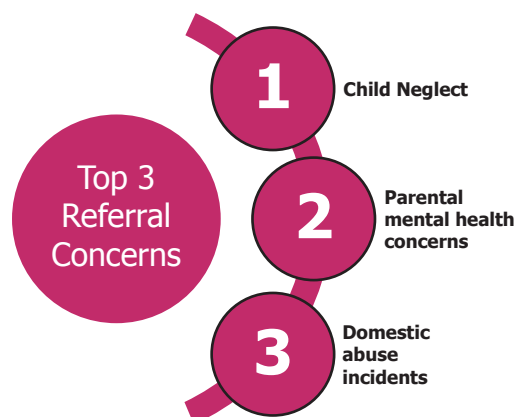 Top 3
Referral
Concerns
1
Child Neglect
2
Parental
mental health
concerns
3
Domestic
abuse
incidents